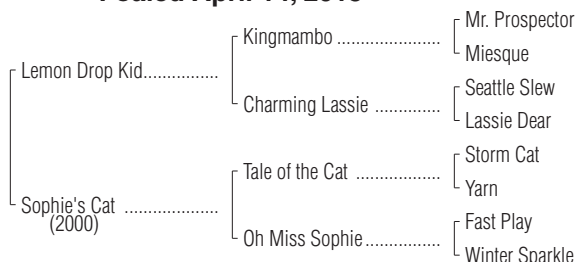 Kingmambo ................ Mr. Prospector
Miesque
Lemon Drop Kid................
Charming Lassie .............. Seattle Slew
Lassie Dear
Tale of the Cat .................. Storm Cat
Yarn
Sophie's Cat ....................
(2000)
Oh Miss Sophie................ Fast Play
Winter Sparkle